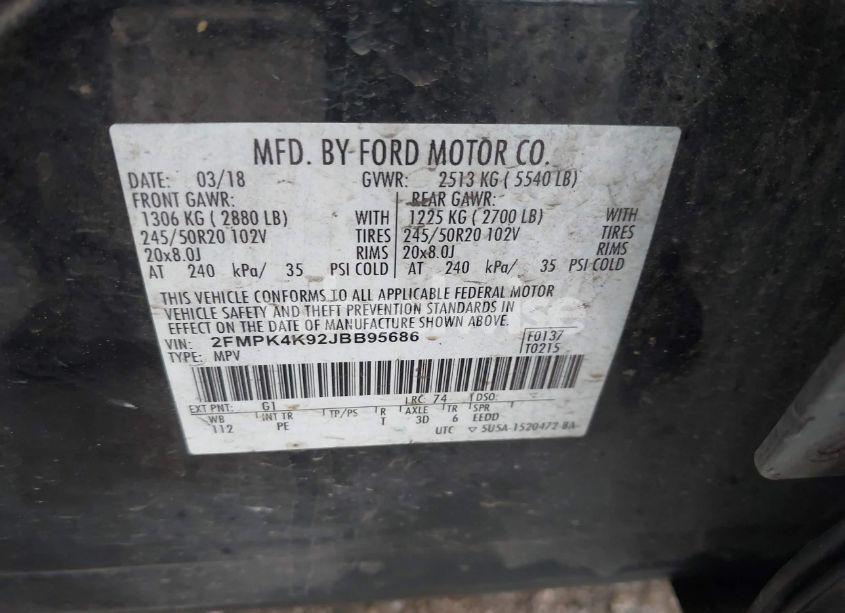 MFD. BY FORD MOTOR CO.
DATE: 03/18 GVWR: 2513 KG ( 5540 LB)
FRONT GAWR: REAR GAWR:
1306 KG ( 2880 LB) WITH 1225 KG ( 2700 LB) WITH
245/50R20 102V TIRES 245/50R20 102V TIRES
20x8.0J RIMS 20x8.0J RIMS
AT 240 kPa/ 35 PSI COLD AT 240 kPa/ 35 PSI COLD
THIS VEHICLE CONFORMS TO ALL APPLICABLE FEDERAL MOTOR
VEHICLE SAFETY AND THEFT PREVENTION STANDARDS IN
EFFECT ON THE DATE OF MANUFACTURE SHOWN ABOVE.
VIN: 2FMPK4K92JBB95686 F0137
TYPE: MPV T0215
EXT PNT: G1 RC: 74 DSO:
WB INT TR TP/PS R AXLE TR SPR
112 PE T 3D 6 EEDD
UTC ▽ 5U5A-1520472-BA